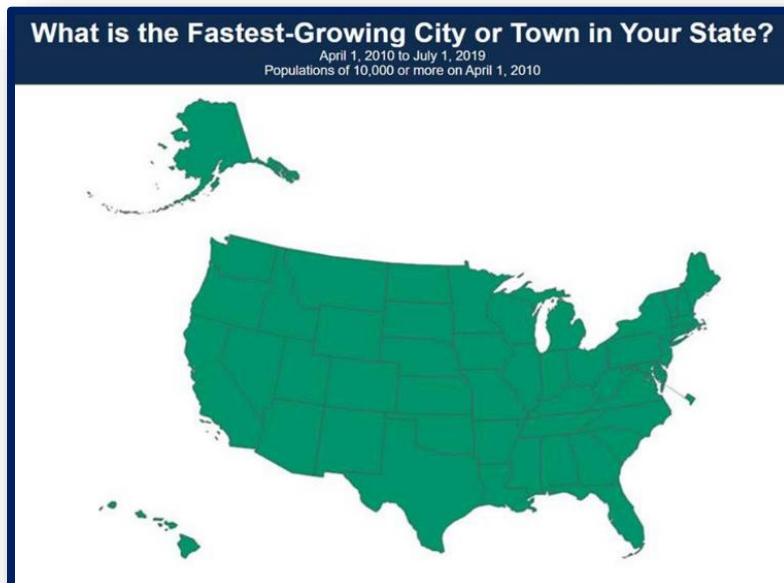 What is the Fastest-Growing City or Town in Your State?
April 1, 2010 to July 1, 2019
Populations of 10,000 or more on April 1, 2010